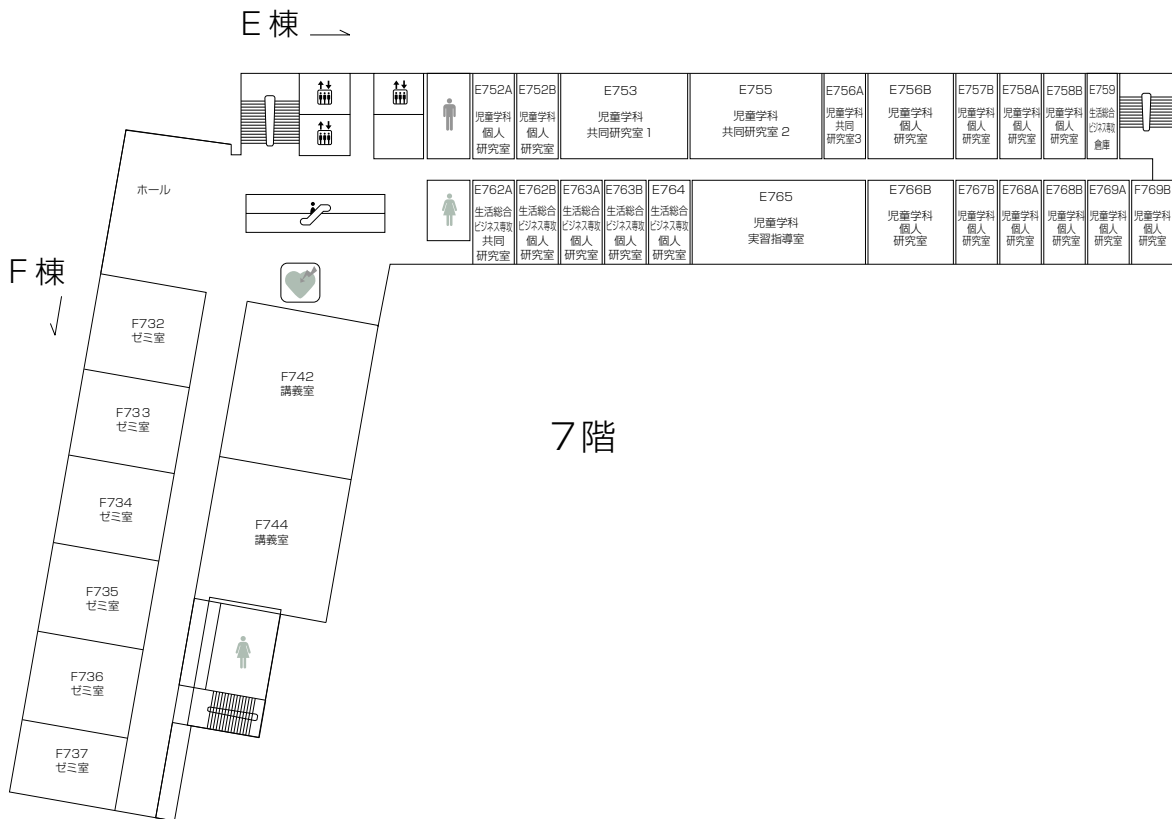 E棟
E752A
児童学科
個人
研究室
E752B
児童学科
個人
研究室
E753
児童学科
共同研究室1
E755
児童学科
共同研究室2
E756A
児童学科
共同
研究室3
E756B
児童学科
個人
研究室
E757B
児童学科
個人
研究室
E758A
児童学科
個人
研究室
E758B
児童学科
個人
研究室
E759
生活総合
ビジネス専攻
倉庫
ホール
E762A
生活総合
ビジネス専攻
共同
研究室
E762B
生活総合
ビジネス専攻
個人
研究室
E763A
生活総合
ビジネス専攻
個人
研究室
E763B
生活総合
ビジネス専攻
個人
研究室
E764
生活総合
ビジネス専攻
個人
研究室
E765
児童学科
実習指導室
E766B
児童学科
個人
研究室
E767B
児童学科
個人
研究室
E768A
児童学科
個人
研究室
E768B
児童学科
個人
研究室
E769A
児童学科
個人
研究室
F769B
児童学科
個人
研究室
F棟
F732
ゼミ室
F742
講義室
F733
ゼミ室
7階
F734
ゼミ室
F744
講義室
F735
ゼミ室
F736
ゼミ室
F737
ゼミ室